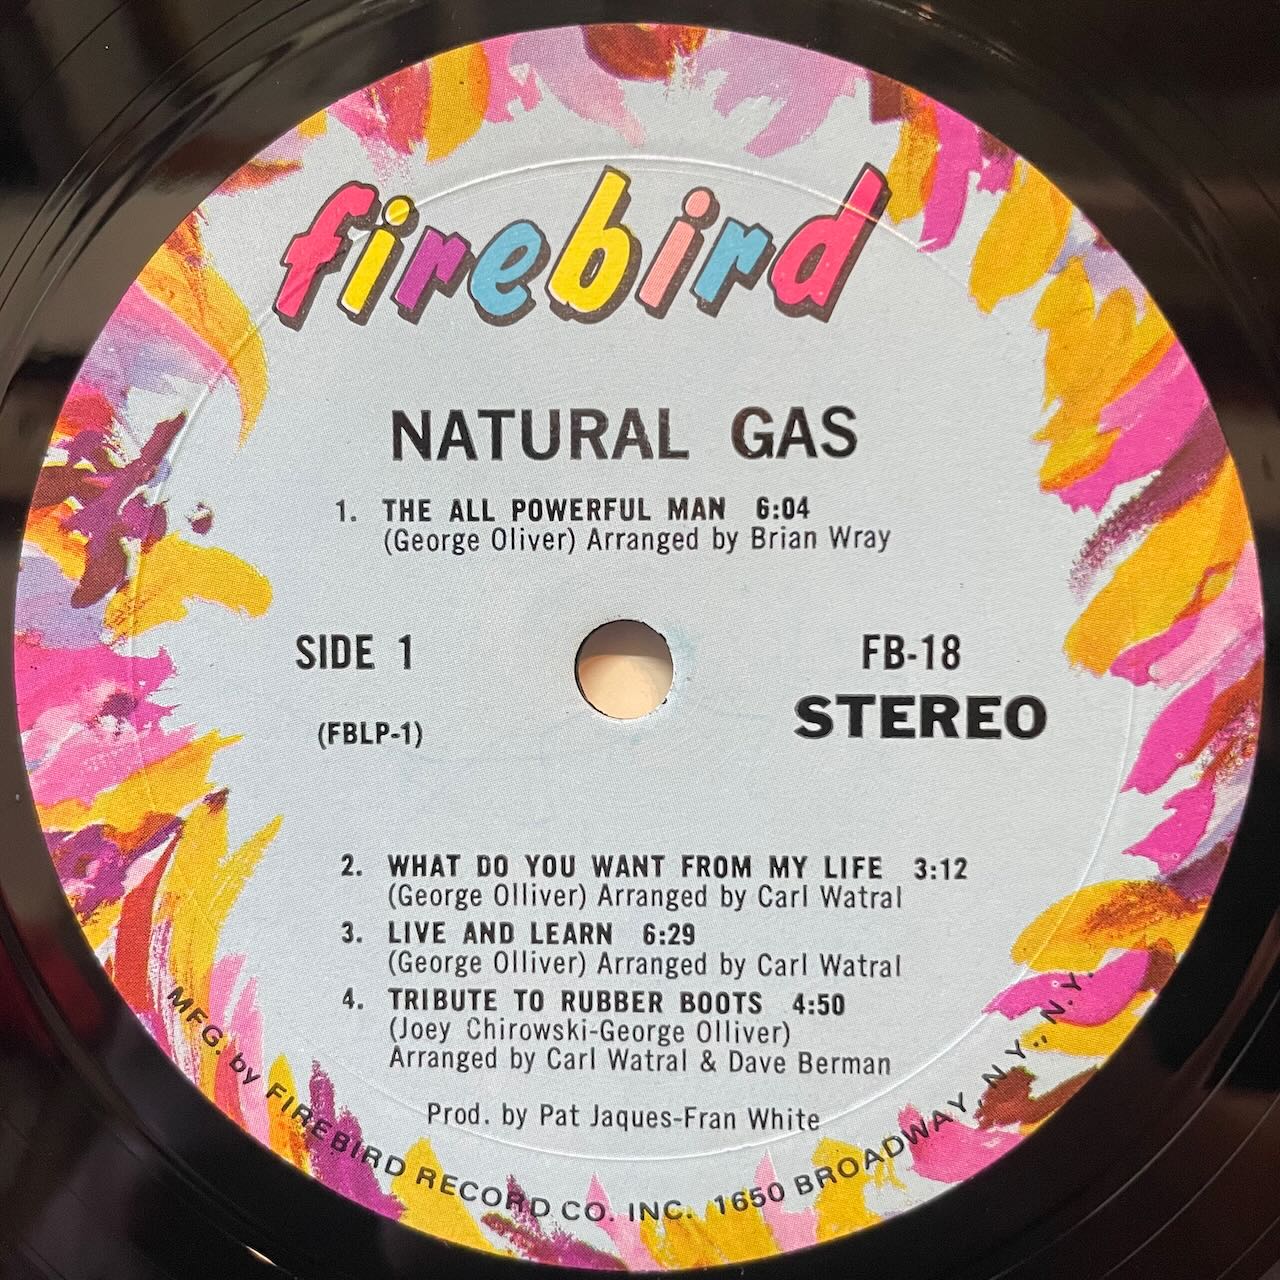 firebird
NATURAL GAS
1. THE ALL POWERFUL MAN 6:04
(George Oliver) Arranged by Brian Wray
SIDE 1
FB-18
(FBLP-1)
STEREO
2. WHAT DO YOU WANT FROM MY LIFE 3:12
(George Olliver) Arranged by Carl Watral
3. LIVE AND LEARN 6:29
(George Olliver) Arranged by Carl Watral
4. TRIBUTE TO RUBBER BOOTS 4:50
(Joey Chirowski-George Olliver)
Arranged by Carl Watral & Dave Berman
Prod. by Pat Jaques-Fran White
MFG. by FIREBIRD RECORD CO. INC. 1650 BROADWAY, N.Y., N.Y.